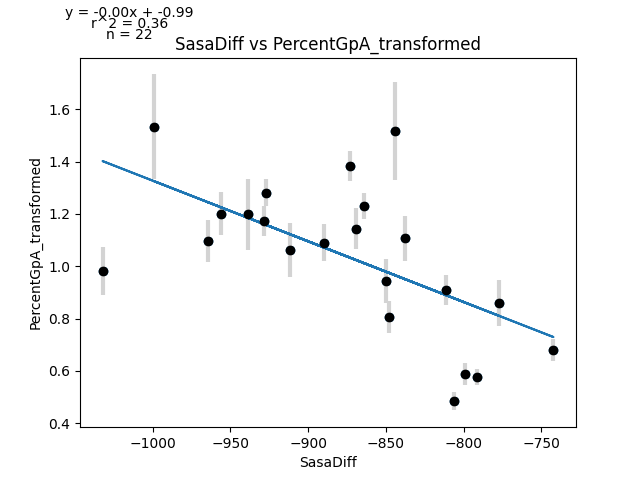 y = -0.00x + -0.99
r^2 = 0.36
n = 22
SasaDiff vs PercentGpA_transformed
PercentGpA_transformed
1.6
1.4
1.2
1.0
0.8
0.6
0.4
−1000
−950
−900
−850
−800
−750
SasaDiff